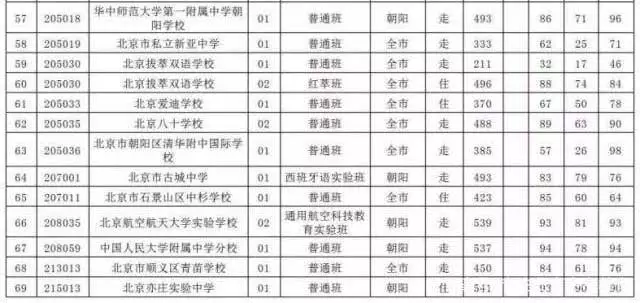 57 205018 华中师范大学第一附属中学朝阳学校 01 普通班 朝阳 走 493 86 71 96
58 205019 北京市私立新亚中学 01 普通班 全市 走 333 62 25 71
59 205030 北京拔萃双语学校 01 普通班 全市 走 211 32 17 46
60 205030 北京拔萃双语学校 02 红萃班 全市 住 496 88 74 84
61 205033 北京爱迪学校 01 普通班 全市 住 370 67 50 78
62 205035 北京八十学校 02 普通班 全市 走 488 89 63 90
63 205036 北京市朝阳区清华附中国际学校 01 普通班 全市 走 385 57 26 98
64 207001 北京市古城中学 01 西班牙语实验班 朝阳 走 493 83 79 76
65 207011 北京市石景山区中杉学校 01 普通班 全市 住 423 85 60 64
66 208035 北京航空航天大学实验学校 02 通用航空科技教育实验班 朝阳 走 539 93 81 93
67 208059 中国人民大学附属中学分校 01 普通班 朝阳 走 537 94 78 94
68 213013 北京市顺义区青苗学校 01 普通班 全市 走 450 84 61 76
69 215013 北京亦庄实验中学 01 普通班 朝阳 住 541 93 90